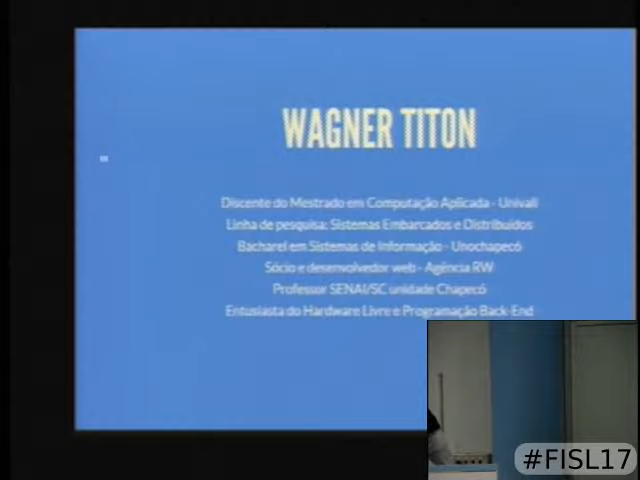 WAGNER TITON
Discente do Mestrado em Computação Aplicada - Univali
Linha de pesquisa: Sistemas Embarcados e Distribuídos
Bacharel em Sistemas de Informação - Unochapecó
Sócio e desenvolvedor web - Agência RW
Professor SENAI/SC unidade Chapecó
Entusiasta do Hardware Livre e Programação Back-End
#FISL17